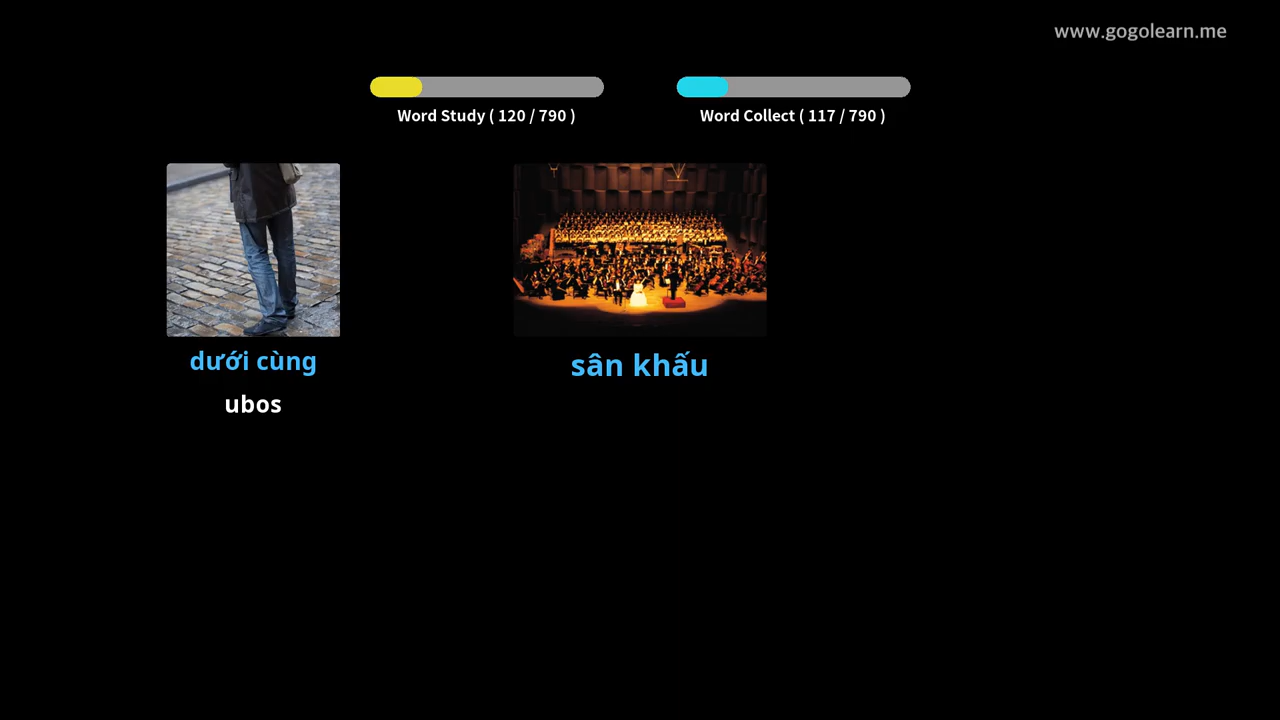 www.gogolearn.me
Word Study ( 120 / 790 )
Word Collect ( 117 / 790 )
dưới cùng
ubos
sân khấu